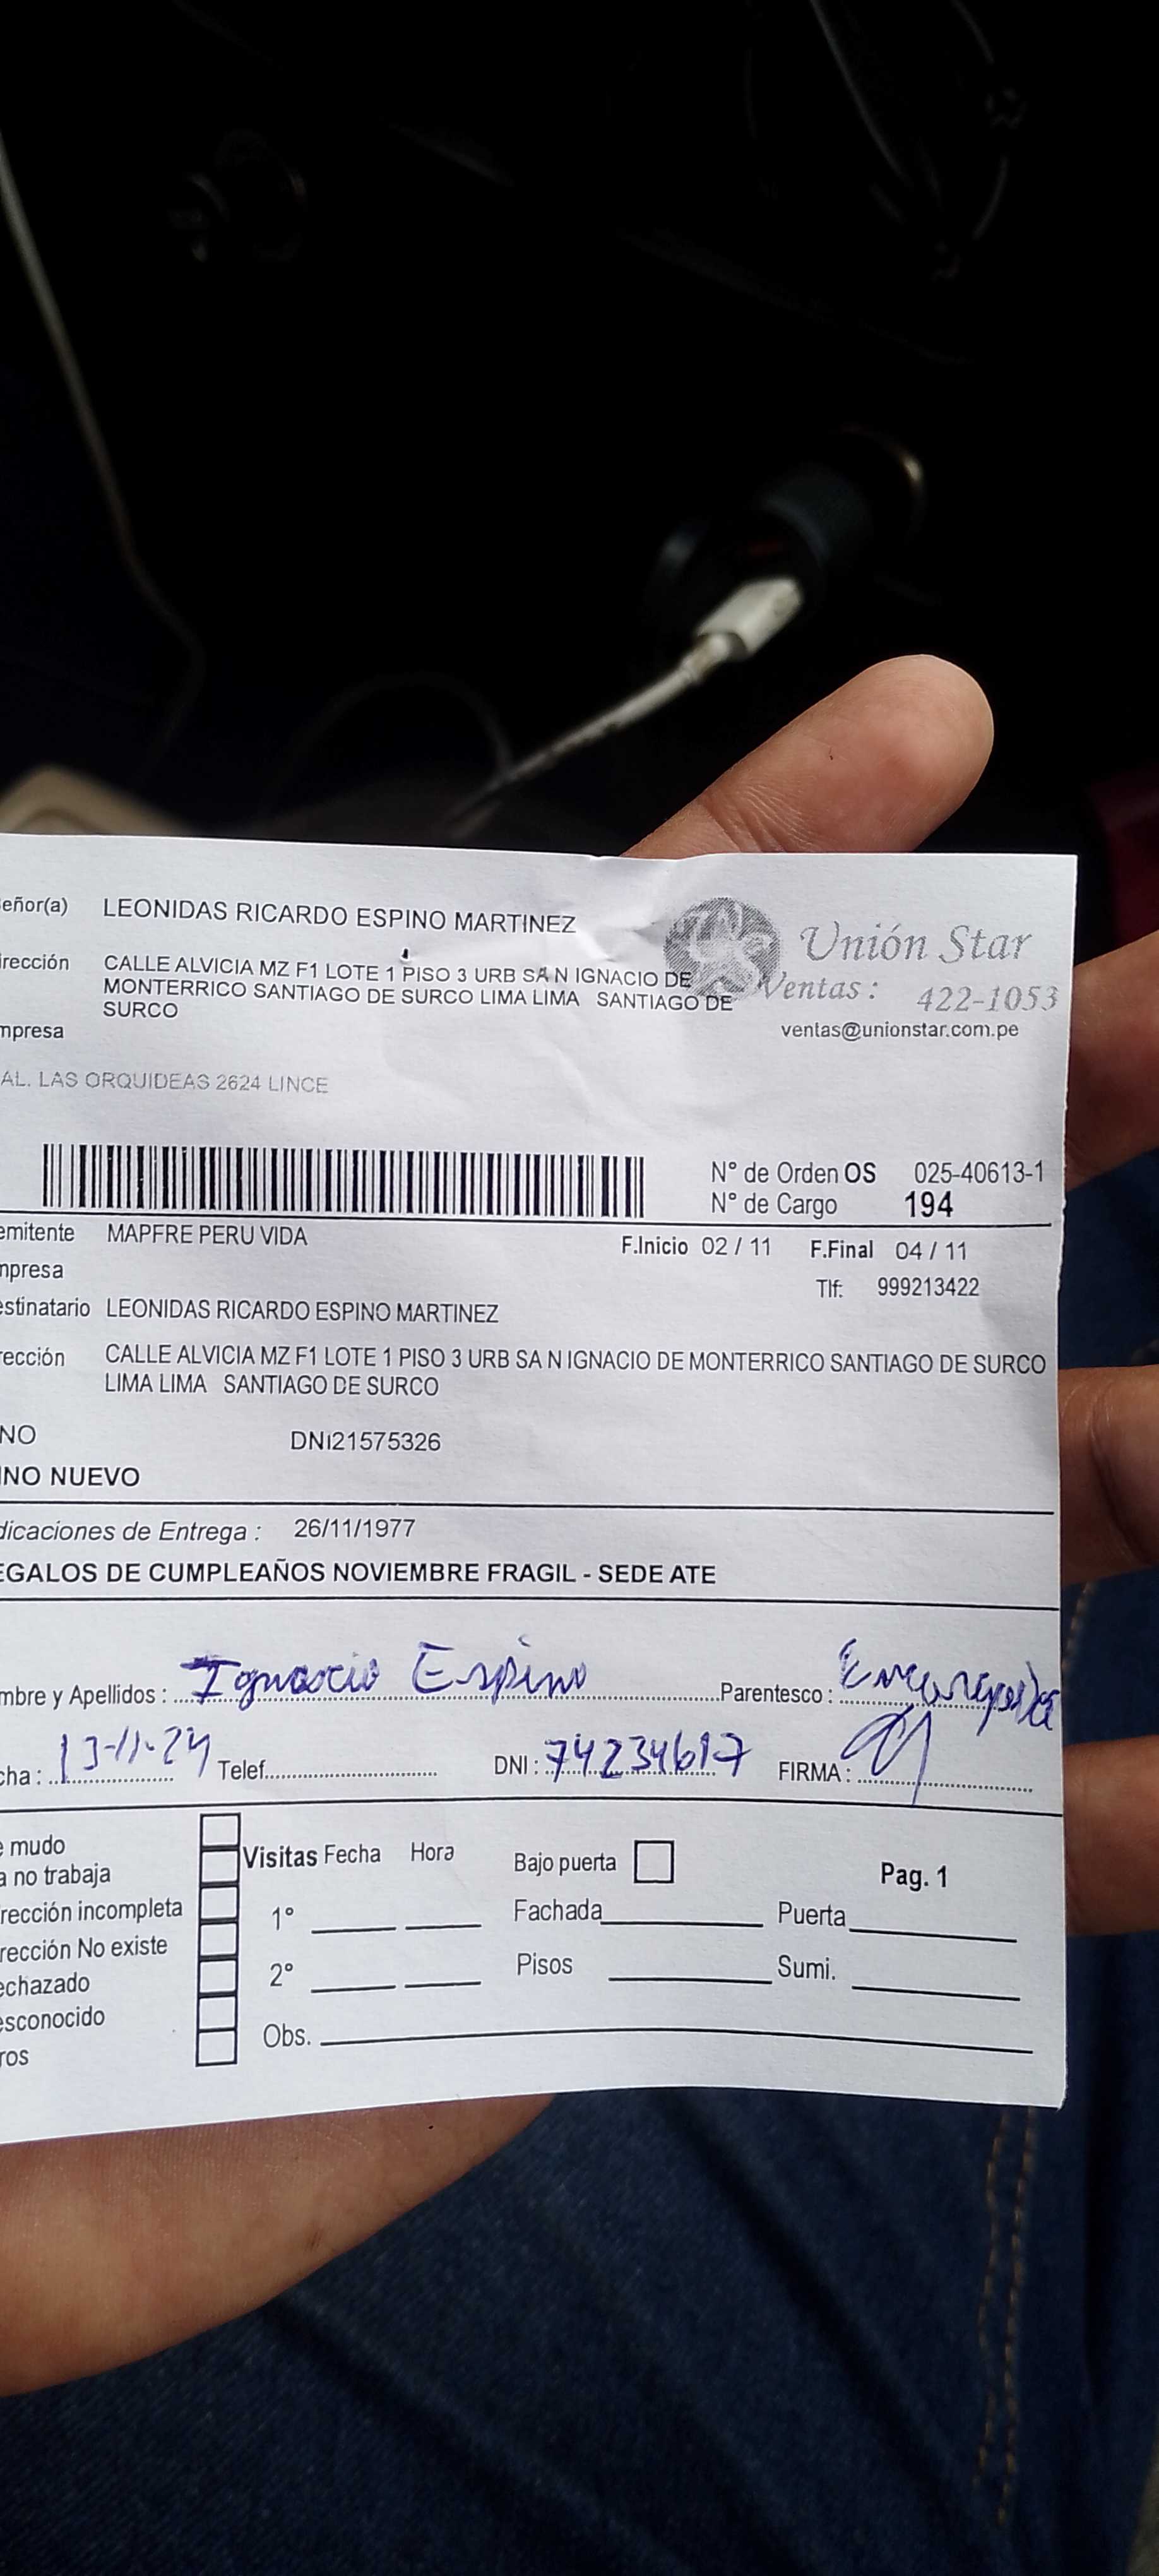 eñor(a) LEONIDAS RICARDO ESPINO MARTINEZ
Unión Star
irección CALLE ALVICIA MZ F1 LOTE 1 PISO 3 URB SA N IGNACIO DE
MONTERRICO SANTIAGO DE SURCO LIMA LIMA SANTIAGO DE
SURCO
Ventas : 422-1053
mpresa
ventas@unionstar.com.pe
AL. LAS ORQUIDEAS 2624 LINCE
N° de Orden OS 025-40613-1
N° de Cargo 194
emitente MAPFRE PERU VIDA
F.Inicio 02 / 11 F.Final 04 / 11
mpresa
Tlf: 999213422
estinatario LEONIDAS RICARDO ESPINO MARTINEZ
rección CALLE ALVICIA MZ F1 LOTE 1 PISO 3 URB SA N IGNACIO DE MONTERRICO SANTIAGO DE SURCO
LIMA LIMA SANTIAGO DE SURCO
NO DNI21575326
INO NUEVO
dicaciones de Entrega : 26/11/1977
EGALOS DE CUMPLEAÑOS NOVIEMBRE FRAGIL - SEDE ATE
mbre y Apellidos : Ignacio Espino Parentesco :
cha : 13-11-24 Telef. DNI : 74234617 FIRMA :
e mudo
a no trabaja
rección incompleta
rección No existe
echazado
esconocido
ros
Visitas Fecha Hora
1°
2°
Bajo puerta
Pag. 1
Fachada Puerta
Pisos Sumi.
Obs.